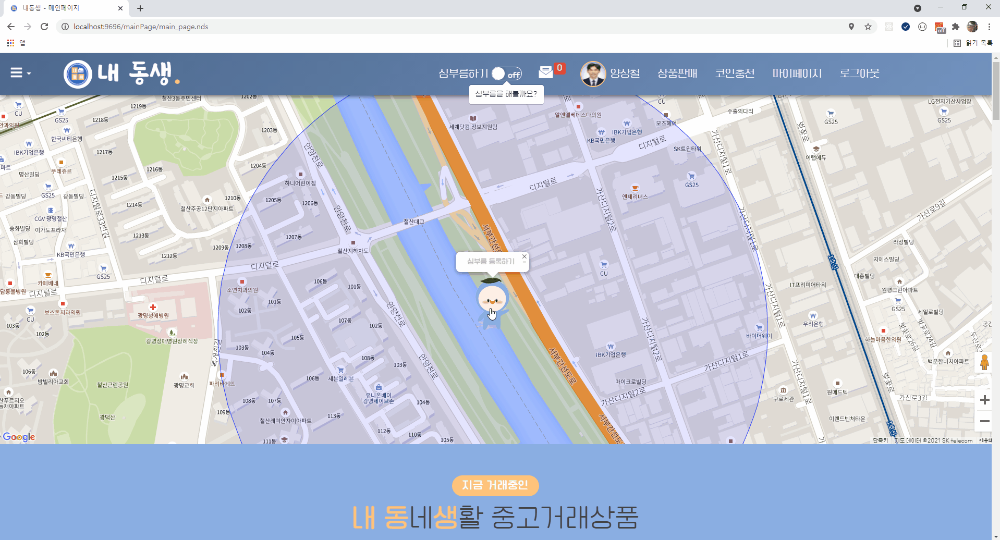 내동생 - 메인페이지
localhost:9696/mainPage/main_page.nds
off
앱
읽기 목록
내 동생.
심부름하기 off
0
양상철
상품판매
코인충전
마이페이지
로그아웃
심부름을 해볼까요?
철산3동주민센터
1202동
CU
LG전자가산사업장
CU
1219동
GS25
1218동
1203동
알엔엘베데스다의원
수출의다리
GS25
GS25
세계닷컴 정보지원팀
모즈헤어
한국씨티은행
IBK기업은행
KB국민은행
IBK기업은행
디지털로
SK트윈타워
벚꽃로
이랩에듀
1217동
1216동
1204동
안양천로
가산디지털1로
뚜레쥬르
명산빌딩
1215동
하니어린이집
디지털로
GS25
GS25
강동빌딩
광동빌딩
1214동
1210동
1205동
1206동
엔제리너스
디지털로33번길
철산주공12단지아파트
CGV 광명철산
안양천로
가산디지털2로
가산디지털1로
가산로9길
승화빌딩
이가도프라자
1213동
1207동
철산대교
서부간선도로
삼희빌딩
1209동
1208동
철산지하차도
라성빌딩
KB국민은행
1212동
지에스빌딩
심부름 등록하기
1호선
GS25
디지털로
CU
대홍빌딩
카페베네
디지털로
106동
101동
소연치과의원
IT프리미어타워
원평그린아파트
담동물병원
디지털로
101동
안양천로
가산디지털1로
GS25
CU
보스톤치과의원
광명성애병원
102동
107동
102동
가산디지털2로
우리은행
세일로빌딩
103동
102동
바이더웨이
공간
광명성애병원장례식장
105동
하늘마음한의원
벚꽃로26길
벚꽃로24길
103동
104동
IBK기업은행
복개천길
108동
103동
안양천로
서부간선도로
가산디지털1로
가산디지털1로
백운한비치아파트
106동
밤빌리아교회
철산근린공원
광명교회
파리바게뜨
106동
세븐일레븐
마이크로빌딩
벚꽃로
유니온베이
광명세이브존
104동
가산디지털2로
구로세관
원메드텍
가산로3길
108동
107동
109동
철산래미안자이아파트
113동
광덕산
서부간선도로
이랜드벤처타운
1호선
112동
110동
105동
111동
Google
단축키
지도 데이터 ©2021 SK telecom
지금 거래중인
내 동네생활 중고거래상품